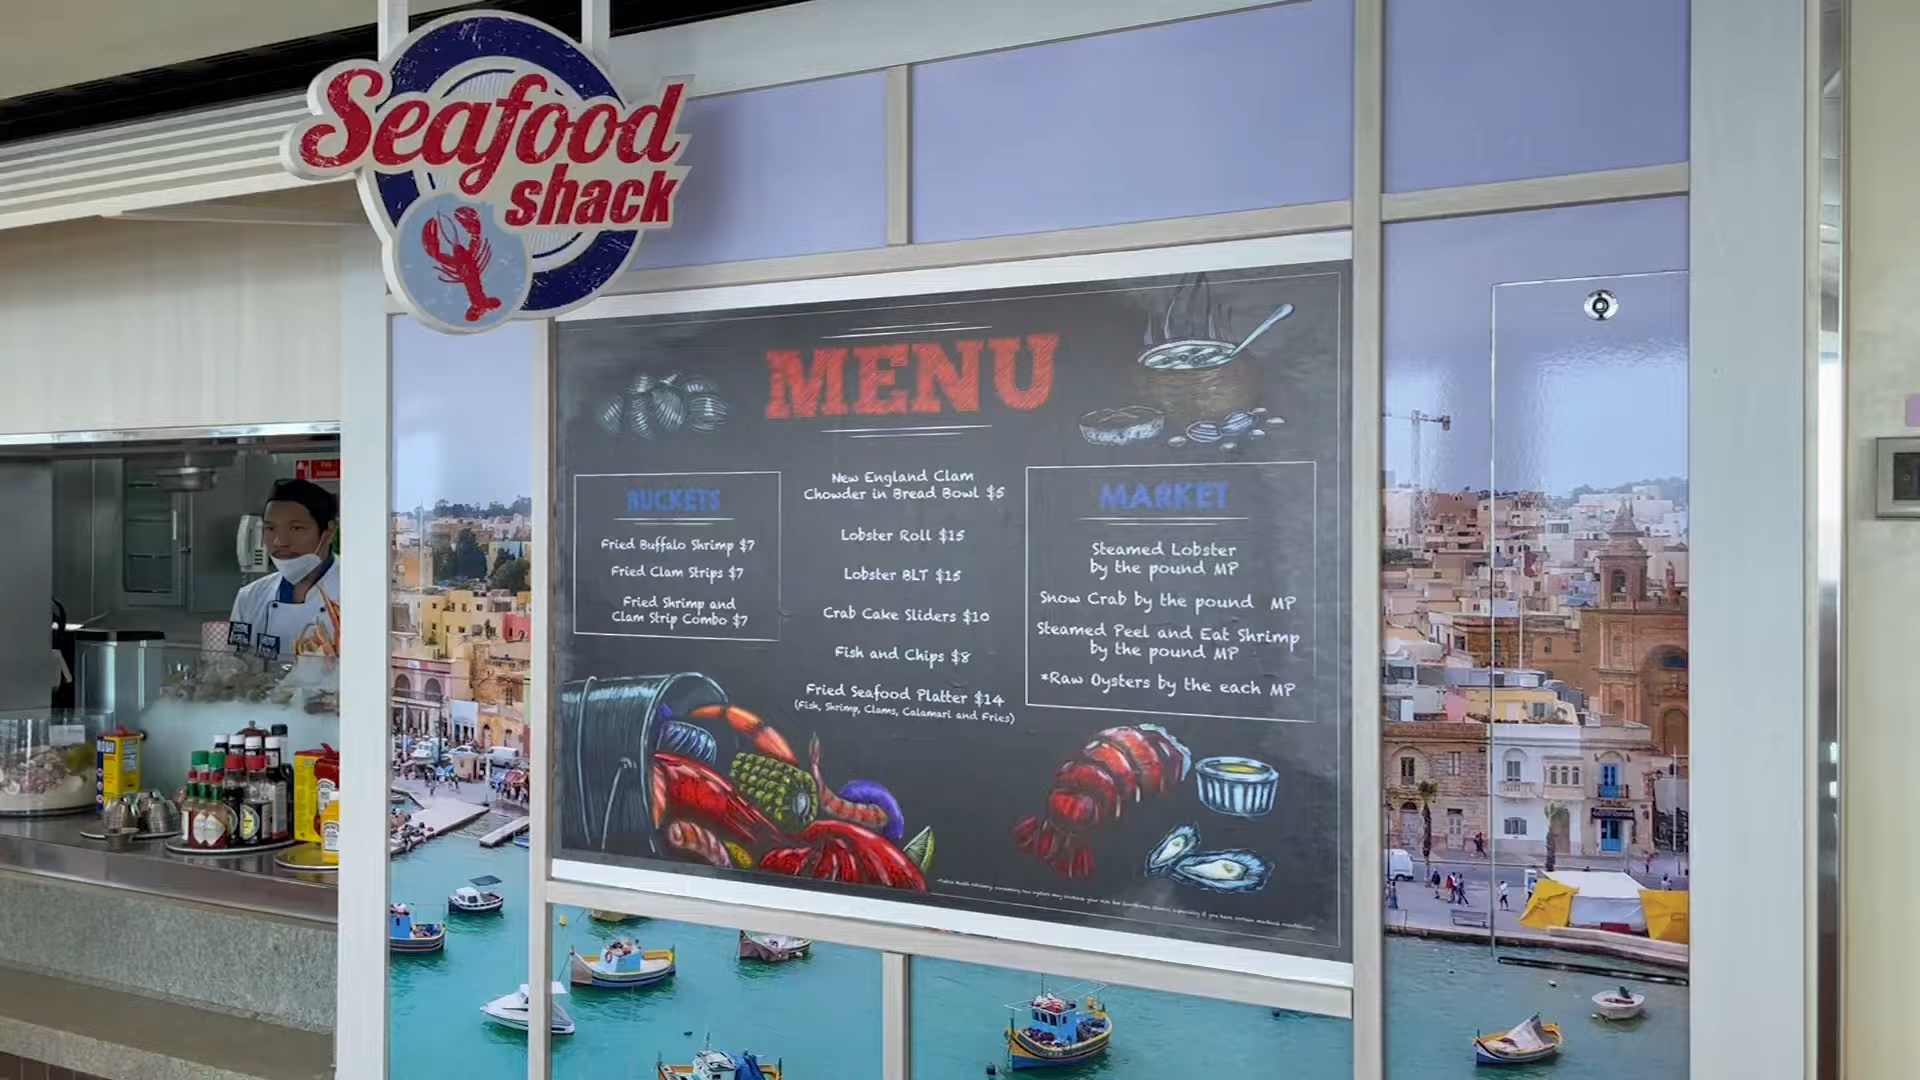 Seafood
shack
MENU
BUCKETS
Fried Buffalo Shrimp $7
Fried Clam Strips $7
Fried Shrimp and
Clam Strip Combo $7
New England Clam
Chowder in Bread Bowl $5
Lobster Roll $15
Lobster BLT $15
Crab Cake Sliders $10
Fish and Chips $8
Fried Seafood Platter $14
(Fish, Shrimp, Clams, Calamari and Fries)
MARKET
Steamed Lobster
by the pound MP
Snow Crab by the pound MP
Steamed Peel and Eat Shrimp
by the pound MP
*Raw Oysters by the each MP